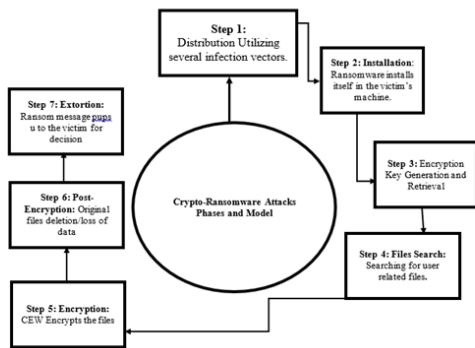 Step 1:
Distribution Utilizing
several infection vectors.
Step 2: Installation:
Ransomware installs
itself in the victim's
machine.
Step 3: Encryption
Key Generation and
Retrieval
Step 4: Files Search:
Searching for user
related files.
Step 5: Encryption:
CEW Encrypts the files
Step 6: Post-
Encryption: Original
files deletion/loss of
data
Step 7: Extortion:
Ransom message pups
u to the victim for
decision
Crypto-Ransomware Attacks
Phases and Model